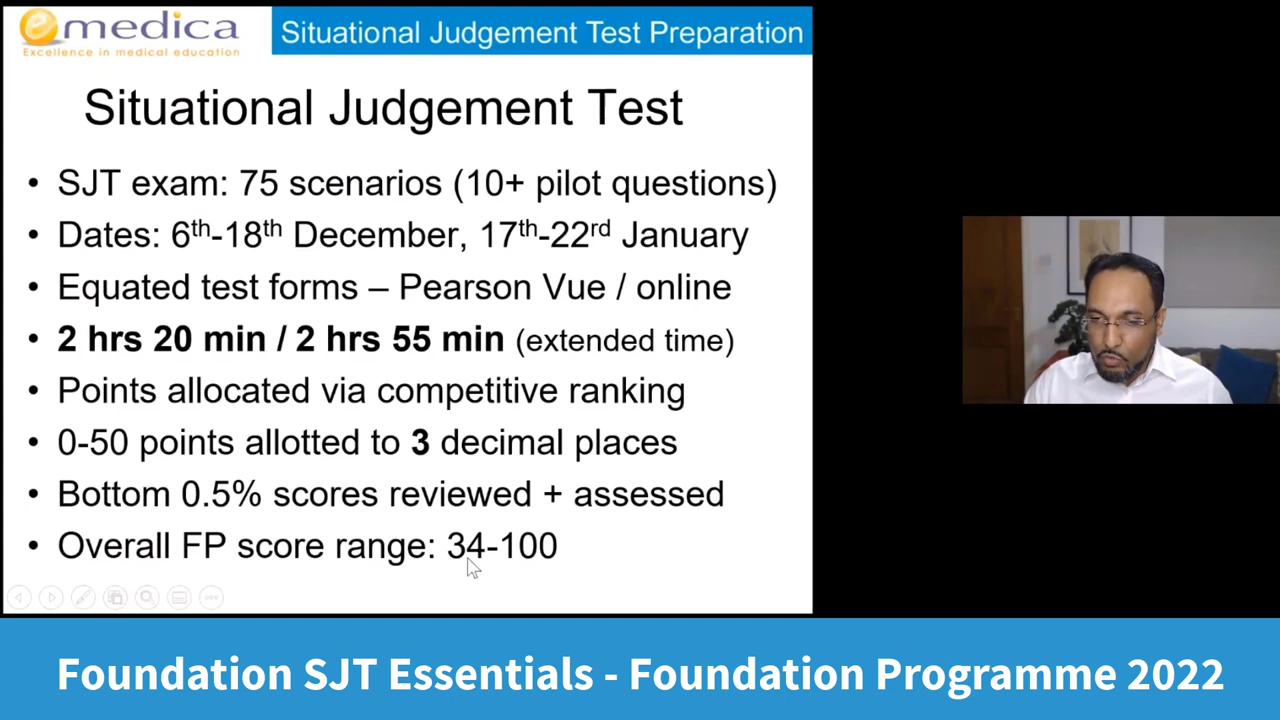 emedica
Excellence in medical education
Situational Judgement Test Preparation
Situational Judgement Test
• SJT exam: 75 scenarios (10+ pilot questions)
• Dates: 6th-18th December, 17th-22rd January
• Equated test forms – Pearson Vue / online
• 2 hrs 20 min / 2 hrs 55 min (extended time)
• Points allocated via competitive ranking
• 0-50 points allotted to 3 decimal places
• Bottom 0.5% scores reviewed + assessed
• Overall FP score range: 34-100
Foundation SJT Essentials - Foundation Programme 2022